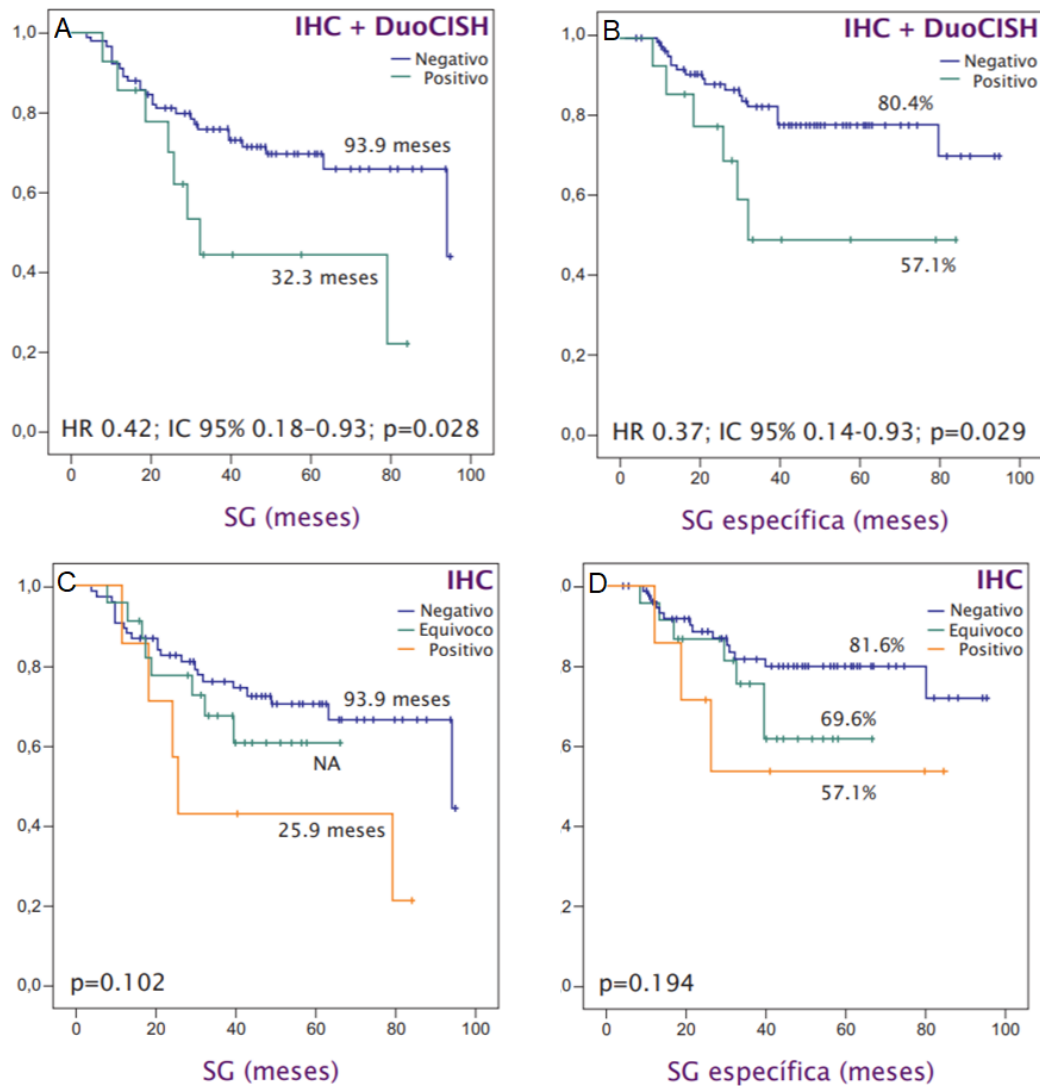 A
IHC + DuoCISH
Negativo
Positivo
1,0
0,8
0,6
0,4
0,2
0,0
93.9 meses
32.3 meses
HR 0.42; IC 95% 0.18–0.93; p=0.028
0 20 40 60 80 100
SG (meses)
B
IHC + DuoCISH
Negativo
Positivo
1,0
0,8
0,6
0,4
0,2
0,0
80.4%
57.1%
HR 0.37; IC 95% 0.14-0.93; p=0.029
0 20 40 60 80 100
SG específica (meses)
C
IHC
Negativo
Equivoco
Positivo
1,0
0,8
0,6
0,4
0,2
0,0
93.9 meses
NA
25.9 meses
p=0.102
0 20 40 60 80 100
SG (meses)
D
IHC
Negativo
Equivoco
Positivo
0
8
6
4
2
0
81.6%
69.6%
57.1%
p=0.194
0 20 40 60 80 100
SG específica (meses)